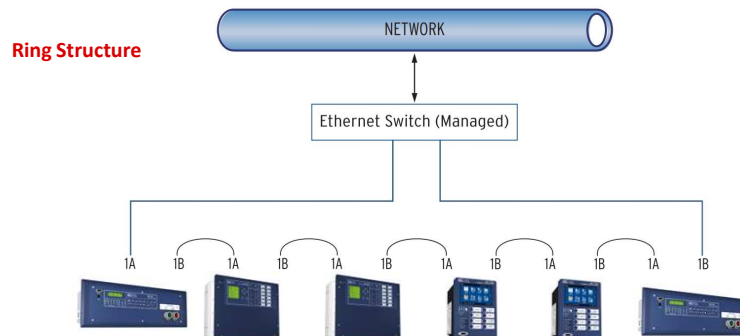 NETWORK
Ring Structure
Ethernet Switch (Managed)
1A 1B 1A 1B 1A 1B 1A 1B 1A 1B 1A 1B